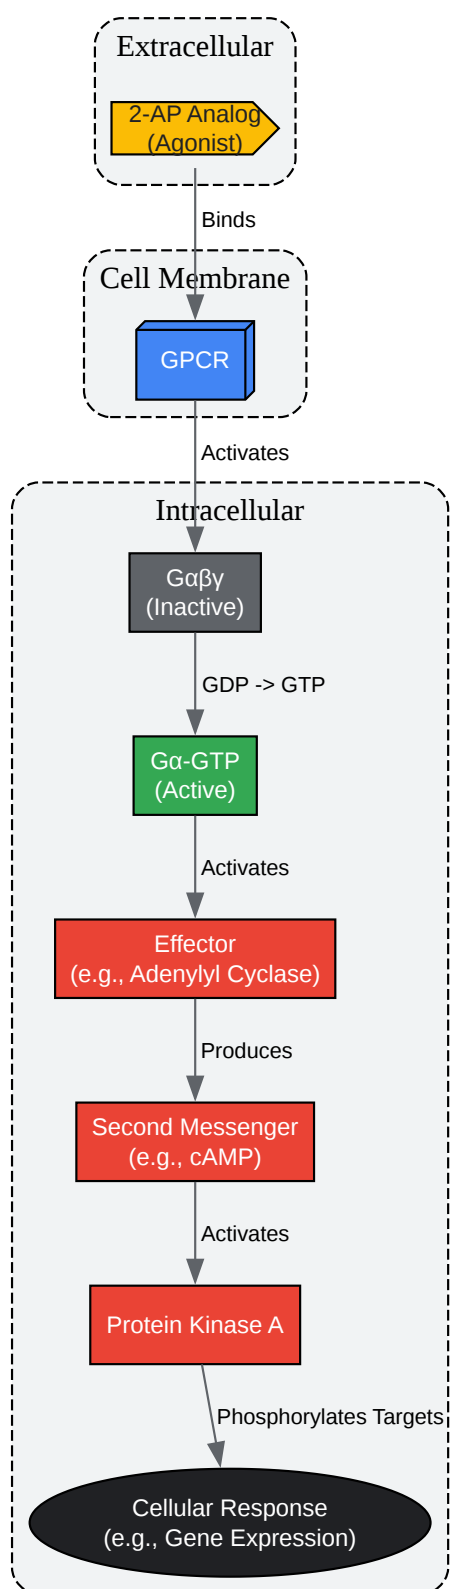 Extracellular
2-AP Analog
(Agonist)
Binds
Cell Membrane
GPCR
Activates
Intracellular
Gαβγ
(Inactive)
GDP -> GTP
Gα-GTP
(Active)
Activates
Effector
(e.g., Adenylyl Cyclase)
Produces
Second Messenger
(e.g., cAMP)
Activates
Protein Kinase A
Phosphorylates Targets
Cellular Response
(e.g., Gene Expression)